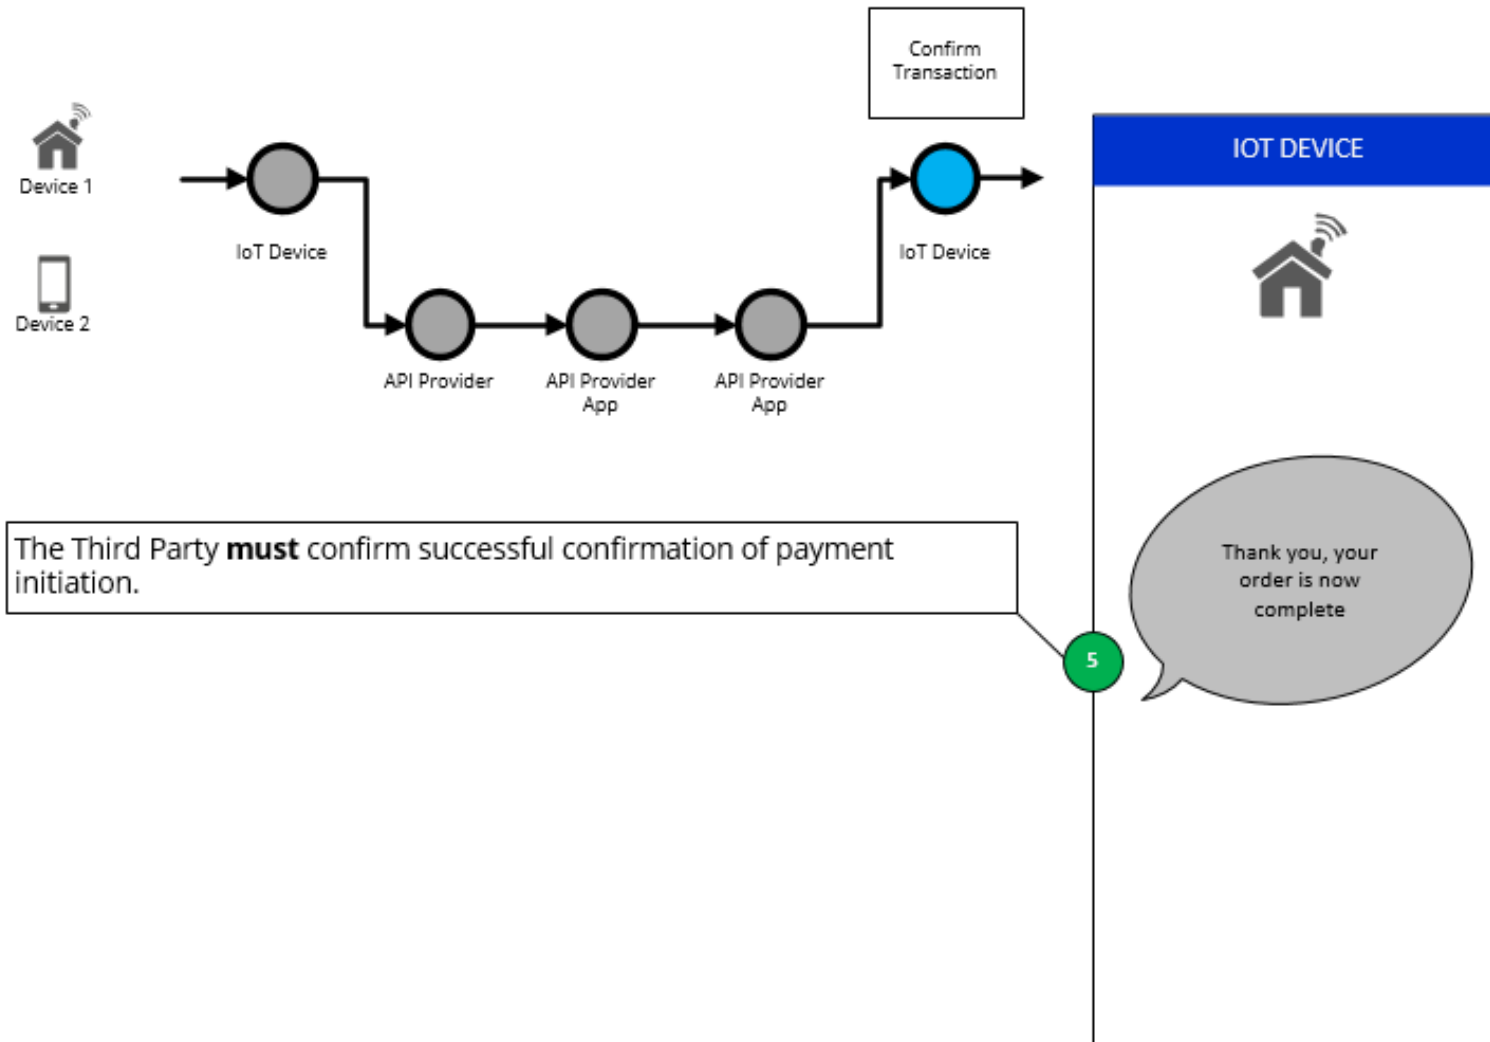 Confirm
Transaction
IOT DEVICE
Device 1
IoT Device
IoT Device
Device 2
API Provider
API Provider
App
API Provider
App
The Third Party must confirm successful confirmation of payment
initiation.
Thank you, your
order is now
complete
5